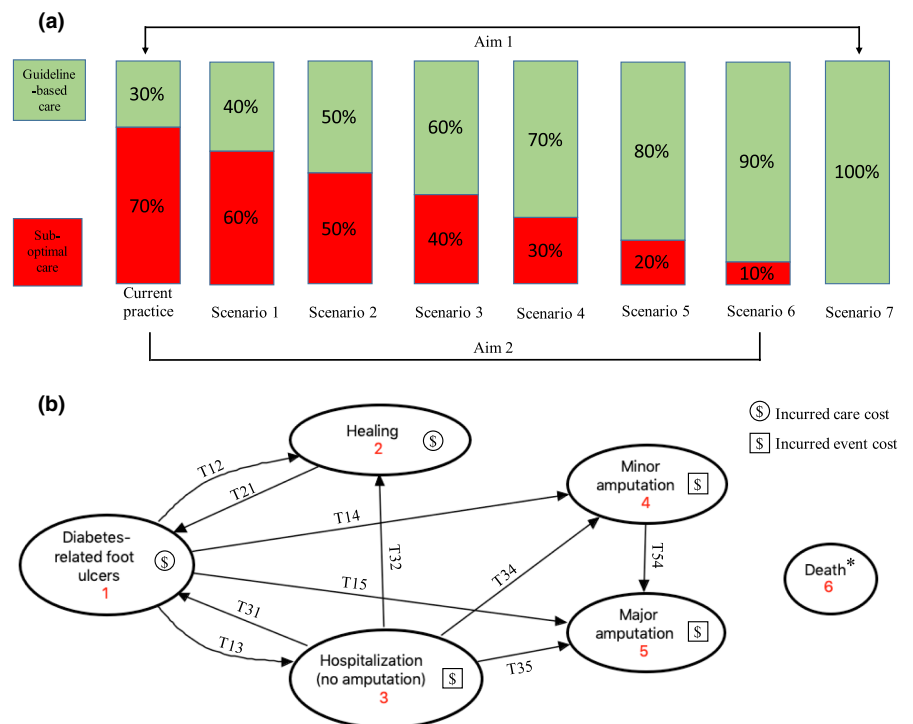 (a)
Aim 1
Guideline
-based
care
30%
40%
50%
60%
70%
80%
90%
100%
70%
60%
50%
40%
30%
20%
10%
Sub-
optimal
care
Current
practice
Scenario 1
Scenario 2
Scenario 3
Scenario 4
Scenario 5
Scenario 6
Scenario 7
Aim 2
(b)
$ Incurred care cost
$ Incurred event cost
Healing
2
$
Minor
amputation
4
$
T12
T21
T14
T32
T34
T54
Diabetes-
related foot
ulcers
1
$
Death*
6
T15
T31
T13
Major
amputation
5
$
Hospitalization
(no amputation)
3
$
T35